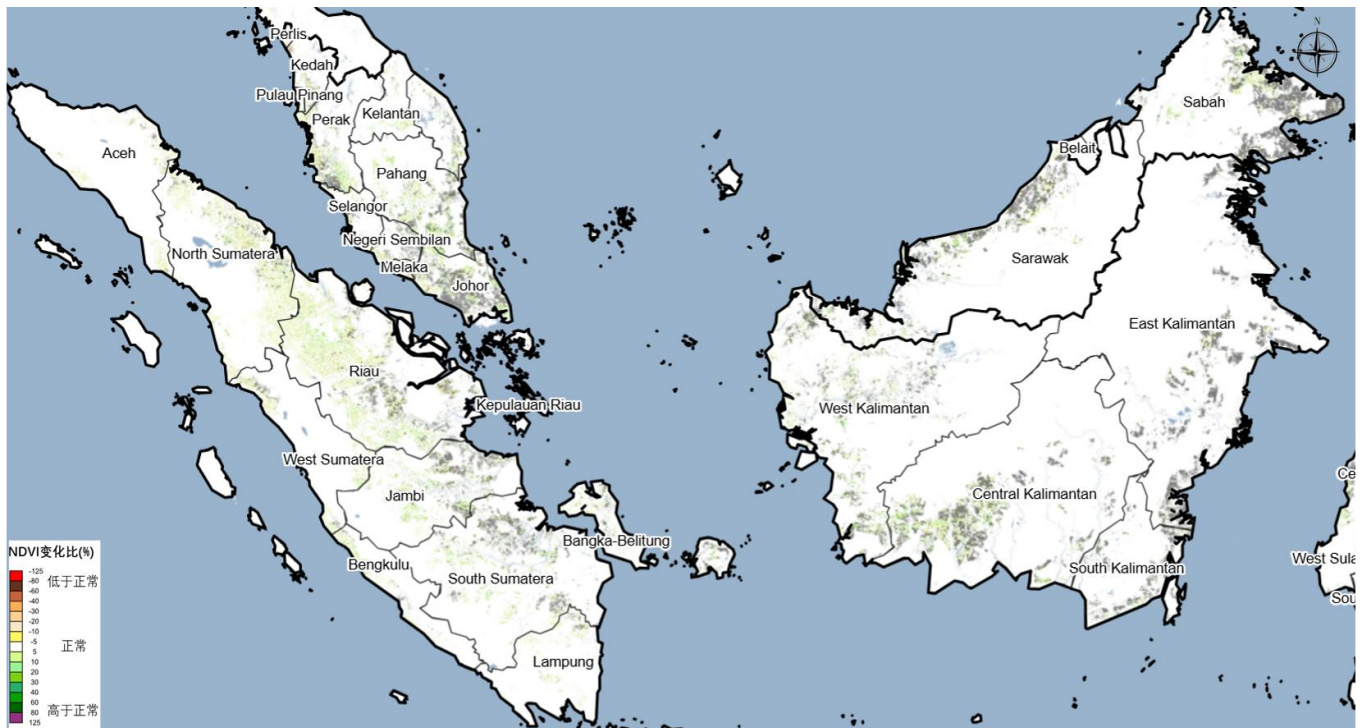 N
Perlis
Kedah
Pulau Pinang
Perak
Kelantan
Sabah
Aceh
Belait
Pahang
Selangor
Negeri Sembilan
North Sumatera
Melaka
Sarawak
Johor
East Kalimantan
Riau
Kepulauan Riau
West Kalimantan
West Sumatera
Ce
Jambi
Central Kalimantan
Bangka-Belitung
Bengkulu
South Sumatera
South Kalimantan
West Sula
Sou
Lampung
NDVI变化比(%)
-125
-80
低于正常
-60
-40
-30
-20
-10
-5
正常
5
10
20
30
40
60
高于正常
80
125